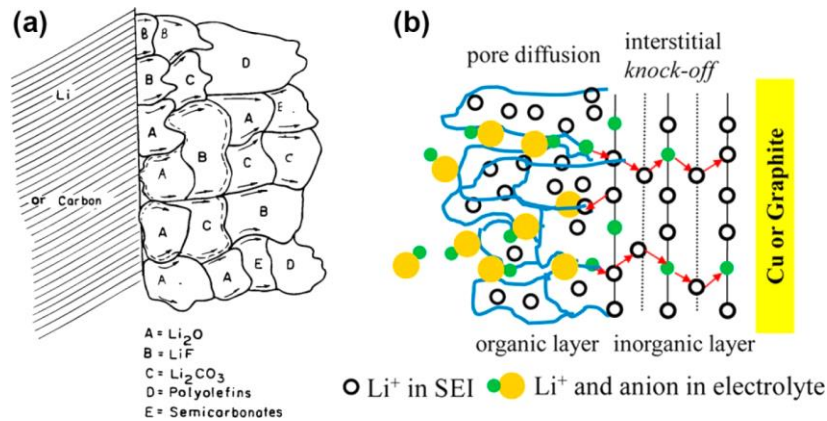 (a)
B
B
D
Li
B
C
A
A
E
B
A
C
C
or Carbon
A
C
B
A
A
E
D
A = Li₂O
B = LiF
C = Li₂CO₃
D = Polyolefins
E = Semicarbonates
(b)
pore diffusion
interstitial
knock-off
Cu or Graphite
organic layer
inorganic layer
Li⁺ in SEI
Li⁺ and anion in electrolyte